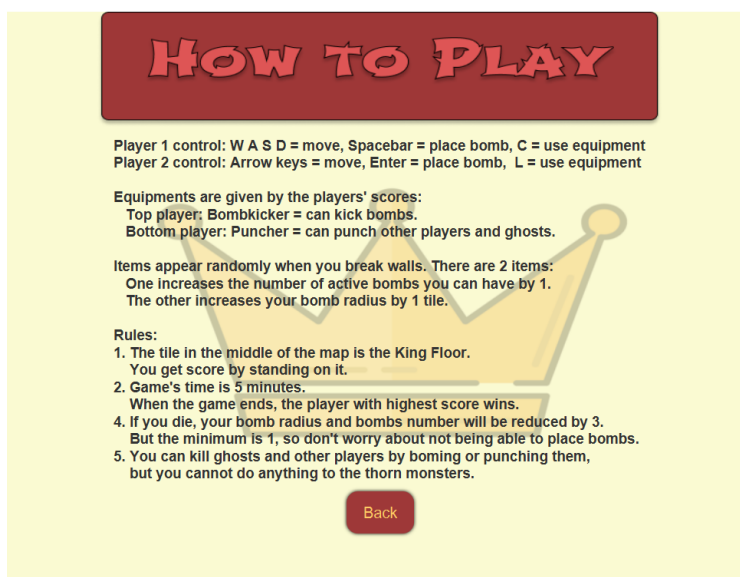 How to Play
Player 1 control: W A S D = move, Spacebar = place bomb, C = use equipment
Player 2 control: Arrow keys = move, Enter = place bomb,  L = use equipment
Equipments are given by the players' scores:
Top player: Bombkicker = can kick bombs.
Bottom player: Puncher = can punch other players and ghosts.
Items appear randomly when you break walls. There are 2 items:
One increases the number of active bombs you can have by 1.
The other increases your bomb radius by 1 tile.
Rules:
1. The tile in the middle of the map is the King Floor.
You get score by standing on it.
2. Game's time is 5 minutes.
When the game ends, the player with highest score wins.
4. If you die, your bomb radius and bombs number will be reduced by 3.
But the minimum is 1, so don't worry about not being able to place bombs.
5. You can kill ghosts and other players by boming or punching them,
but you cannot do anything to the thorn monsters.
Back